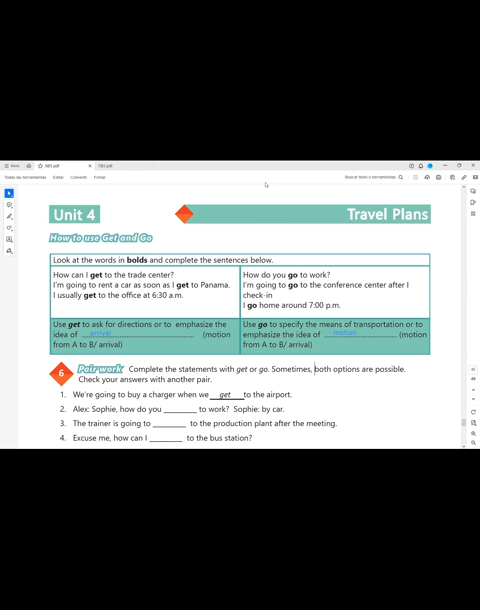 Menú
SB3.pdf
TB3.pdf
Todas las herramientas Editar Convertir Firmar
Buscar texto o herramientas
Unit 4
Travel Plans
How to use Get and Go
Look at the words in bolds and complete the sentences below.
How can I get to the trade center?
I'm going to rent a car as soon as I get to Panama.
I usually get to the office at 6:30 a.m.
How do you go to work?
I'm going to go to the conference center after I
check-in
I go home around 7:00 p.m.
Use get to ask for directions or to emphasize the
idea of arrival (motion
from A to B/ arrival)
Use go to specify the means of transportation or to
emphasize the idea of motion (motion
from A to B/ arrival)
6 Pair work Complete the statements with get or go. Sometimes, both options are possible.
Check your answers with another pair.
1. We're going to buy a charger when we get to the airport.
2. Alex: Sophie, how do you ________ to work? Sophie: by car.
3. The trainer is going to ________ to the production plant after the meeting.
4. Excuse me, how can I ________ to the bus station?